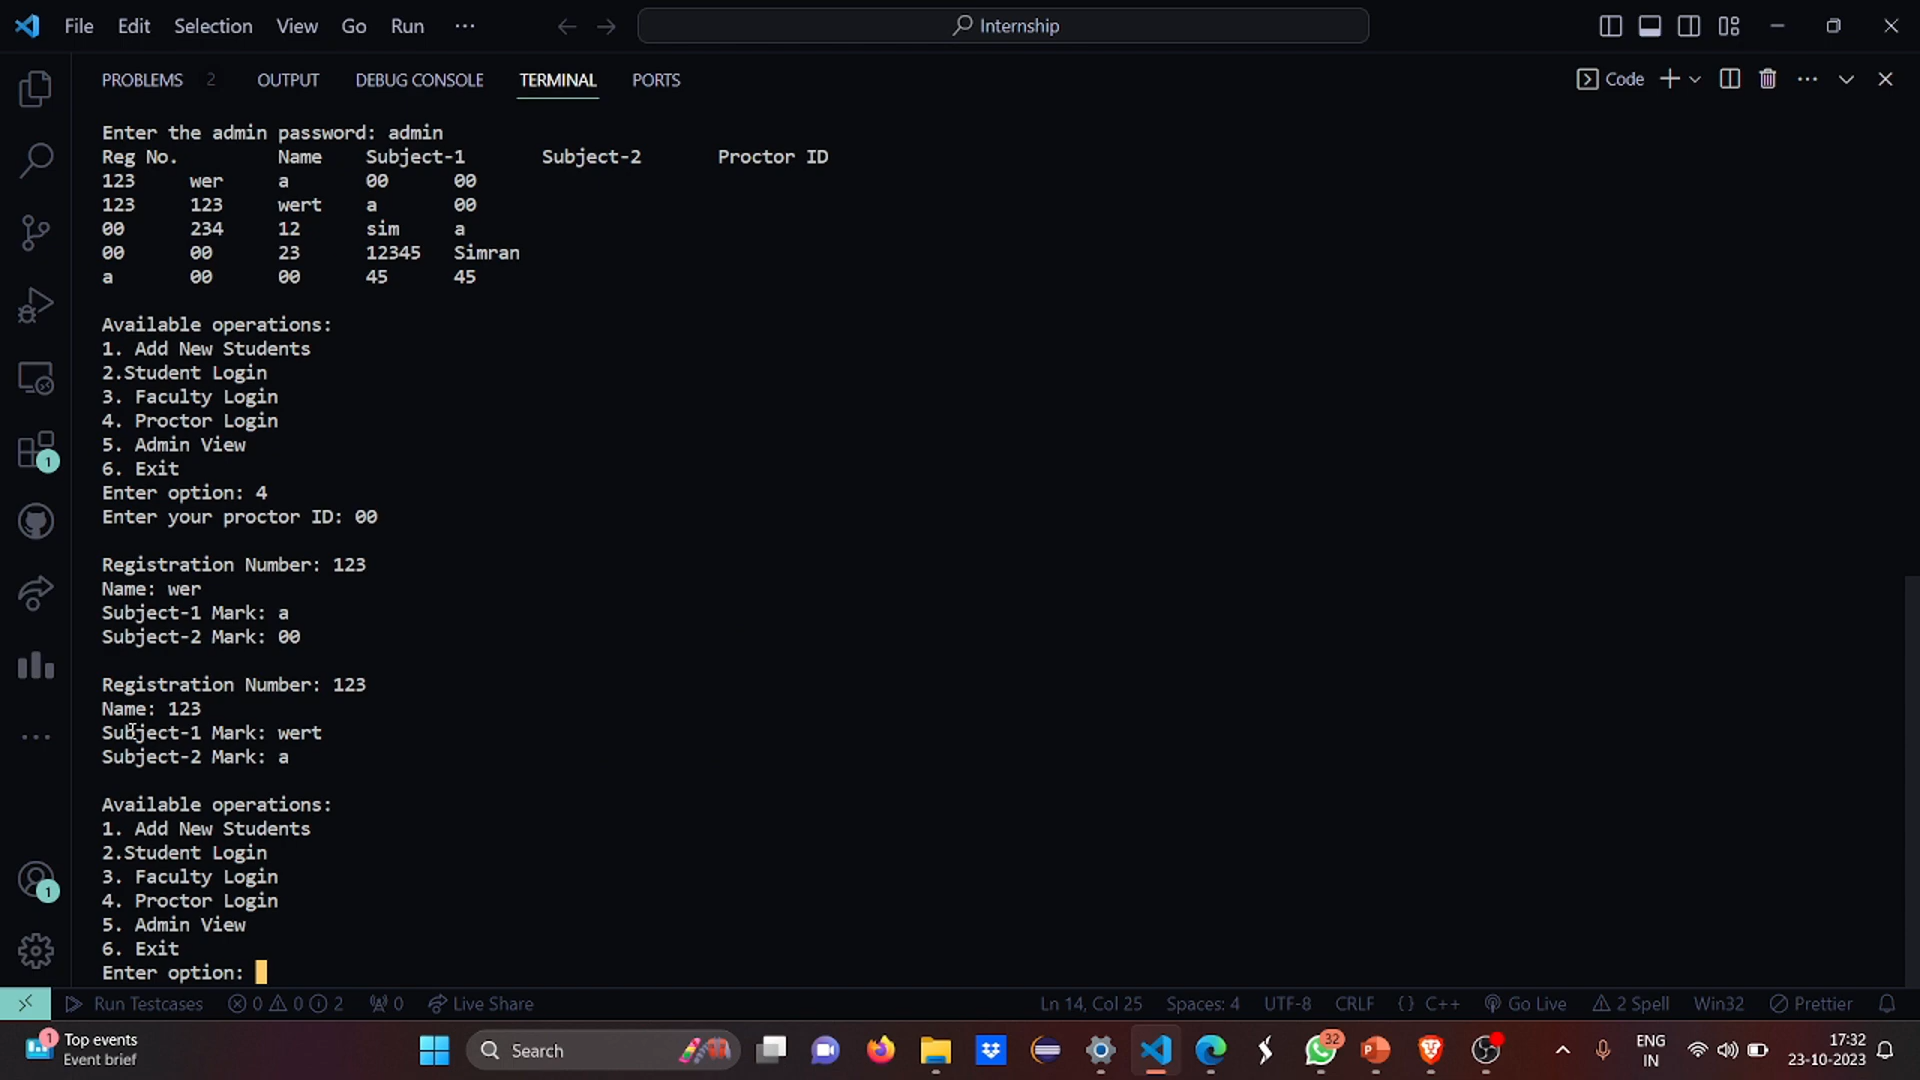 File Edit Selection View Go Run ··· Internship
PROBLEMS 2 OUTPUT DEBUG CONSOLE TERMINAL PORTS Code
Enter the admin password: admin
Reg No. Name Subject-1 Subject-2 Proctor ID
123 wer a 00 00
123 123 wert a 00
00 234 12 sim a
00 00 23 12345 Simran
a 00 00 45 45
Available operations:
1. Add New Students
2.Student Login
3. Faculty Login
4. Proctor Login
5. Admin View
6. Exit
Enter option: 4
Enter your proctor ID: 00
Registration Number: 123
Name: wer
Subject-1 Mark: a
Subject-2 Mark: 00
Registration Number: 123
Name: 123
Subject-1 Mark: wert
Subject-2 Mark: a
Available operations:
1. Add New Students
2.Student Login
3. Faculty Login
4. Proctor Login
5. Admin View
6. Exit
Enter option:
1
1
Run Testcases 0 0 2 0 Live Share Ln 14, Col 25 Spaces: 4 UTF-8 CRLF {} C++ Go Live 2 Spell Win32 Prettier
1 Top events
Event brief
Search
32
ENG
IN
17:32
23-10-2023